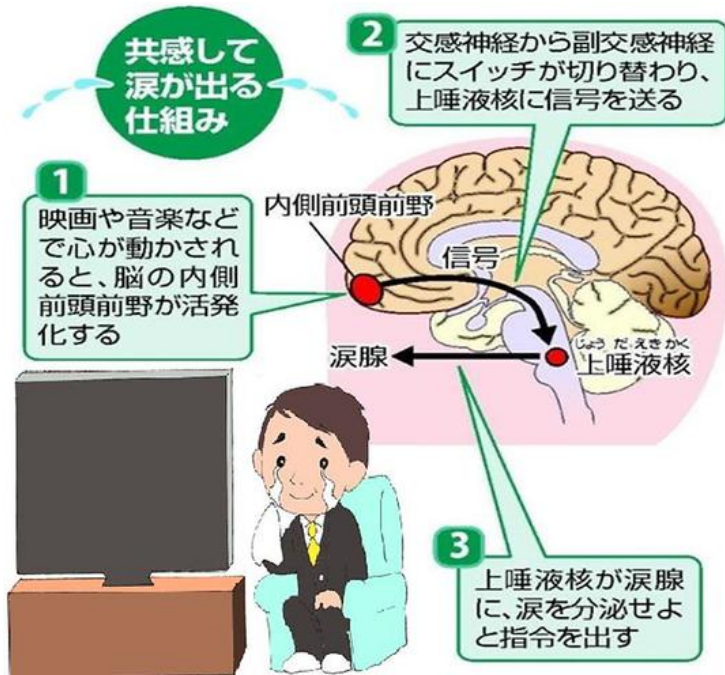 共感して
涙が出る
仕組み
1
映画や音楽など
で心が動かされ
ると、脳の内側
前頭前野が活発
化する
2
交感神経から副交感神経
にスイッチが切り替わり、
上唾液核に信号を送る
内側前頭前野
信号
涙腺
じょうだえきかく
上唾液核
3
上唾液核が涙腺
に、涙を分泌せよ
と指令を出す